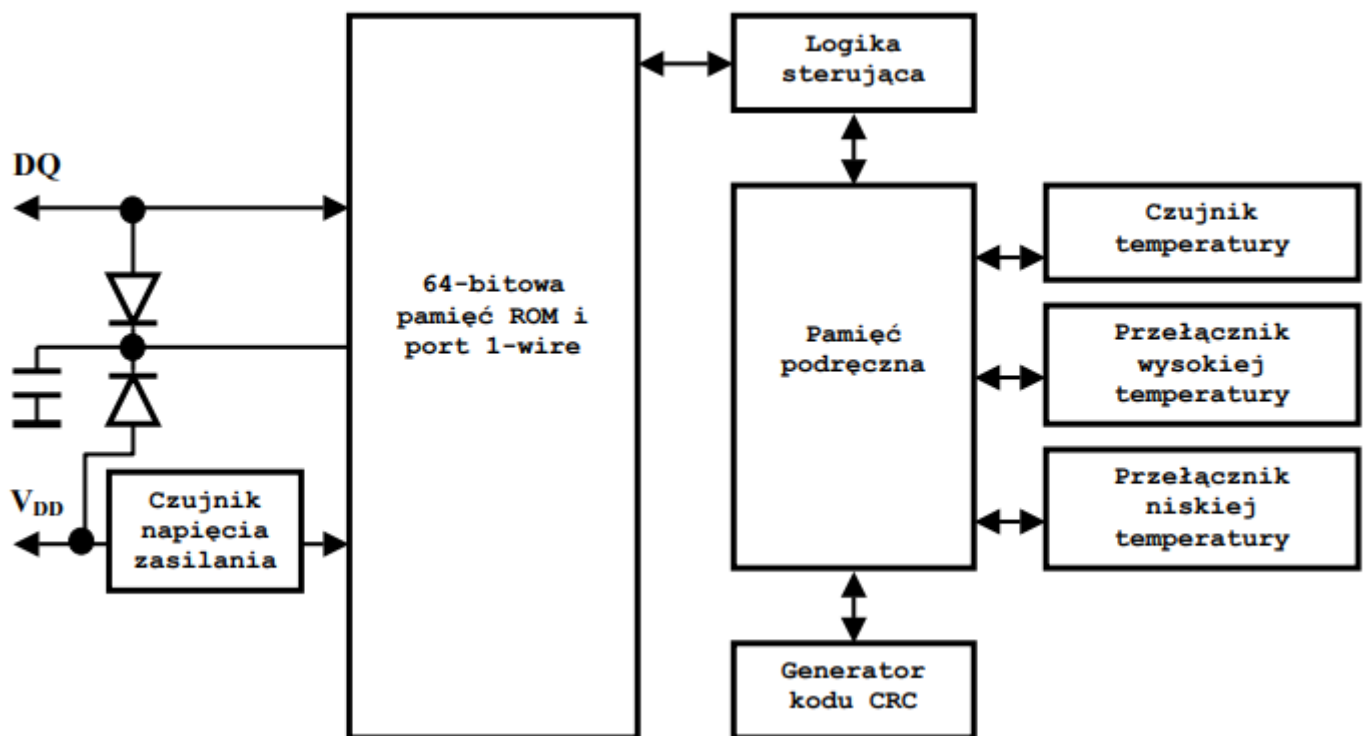 Logika
sterująca
DQ
Czujnik
temperatury
64-bitowa
pamięć ROM i
port 1-wire
Pamięć
podręczna
Przełącznik
wysokiej
temperatury
Przełącznik
niskiej
temperatury
VDD
Czujnik
napięcia
zasilania
Generator
kodu CRC